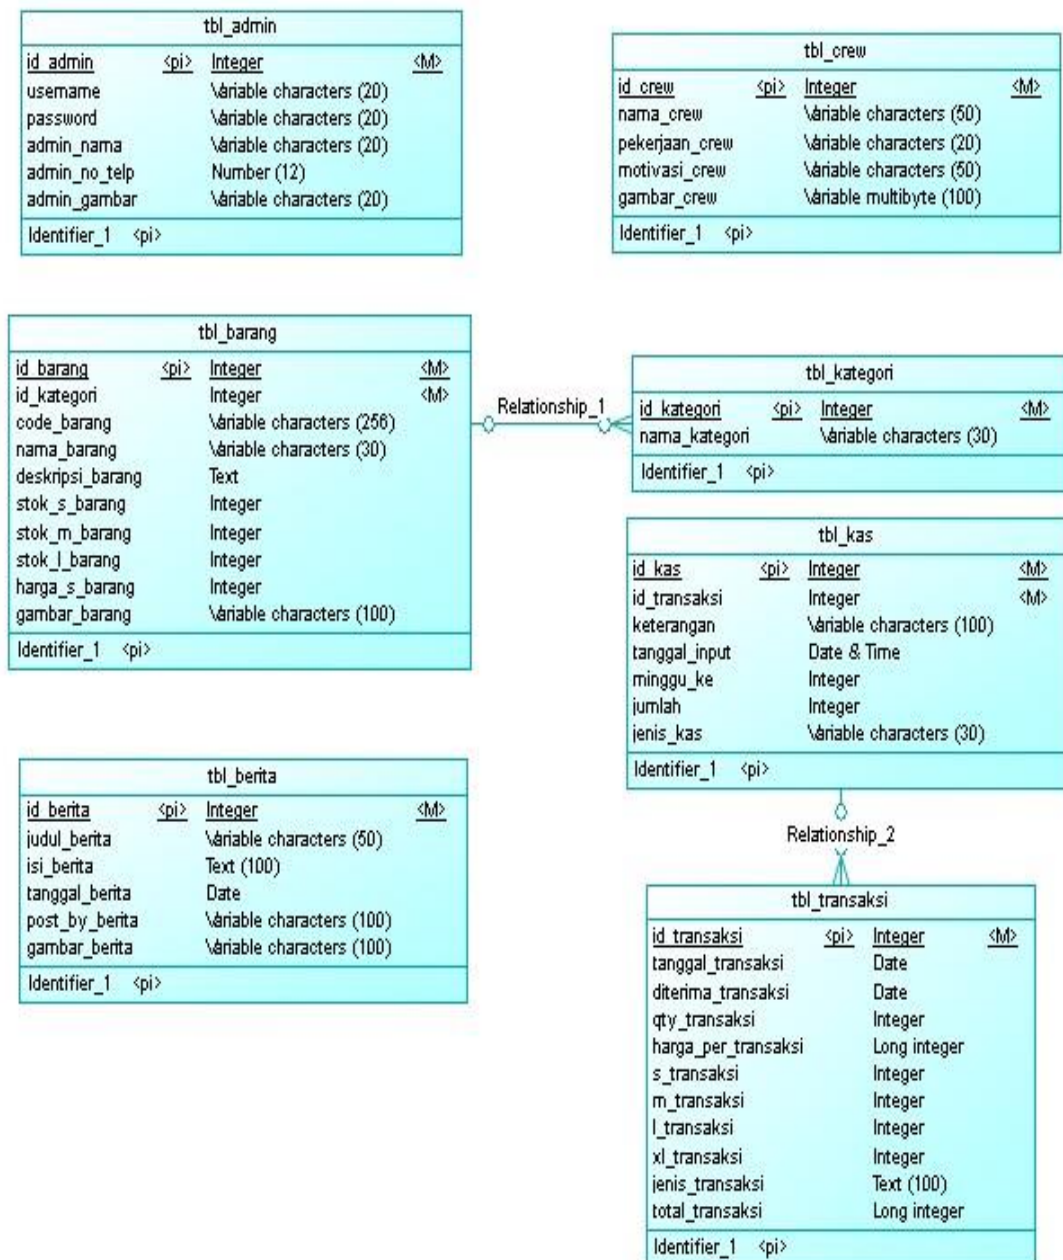 tbl_admin
id_admin <pi> Integer <M>
username Variable characters (20)
password Variable characters (20)
admin_nama Variable characters (20)
admin_no_telp Number (12)
admin_gambar Variable characters (20)
Identifier_1 <pi>
tbl_crew
id_crew <pi> Integer <M>
nama_crew Variable characters (50)
pekerjaan_crew Variable characters (20)
motivasi_crew Variable characters (50)
gambar_crew Variable multibyte (100)
Identifier_1 <pi>
tbl_barang
id_barang <pi> Integer <M>
id_kategori Integer <M>
code_barang Variable characters (256)
nama_barang Variable characters (30)
deskripsi_barang Text
stok_s_barang Integer
stok_m_barang Integer
stok_l_barang Integer
harga_s_barang Integer
gambar_barang Variable characters (100)
Identifier_1 <pi>
Relationship_1
tbl_kategori
id_kategori <pi> Integer <M>
nama_kategori Variable characters (30)
Identifier_1 <pi>
tbl_kas
id_kas <pi> Integer <M>
id_transaksi Integer <M>
keterangan Variable characters (100)
tanggal_input Date & Time
minggu_ke Integer
jumlah Integer
jenis_kas Variable characters (30)
Identifier_1 <pi>
tbl_berita
id_berita <pi> Integer <M>
judul_berita Variable characters (50)
isi_berita Text (100)
tanggal_berita Date
post_by_berita Variable characters (100)
gambar_berita Variable characters (100)
Identifier_1 <pi>
Relationship_2
tbl_transaksi
id_transaksi <pi> Integer <M>
tanggal_transaksi Date
diterima_transaksi Date
qty_transaksi Integer
harga_per_transaksi Long integer
s_transaksi Integer
m_transaksi Integer
l_transaksi Integer
xl_transaksi Integer
jenis_transaksi Text (100)
total_transaksi Long integer
Identifier_1 <pi>